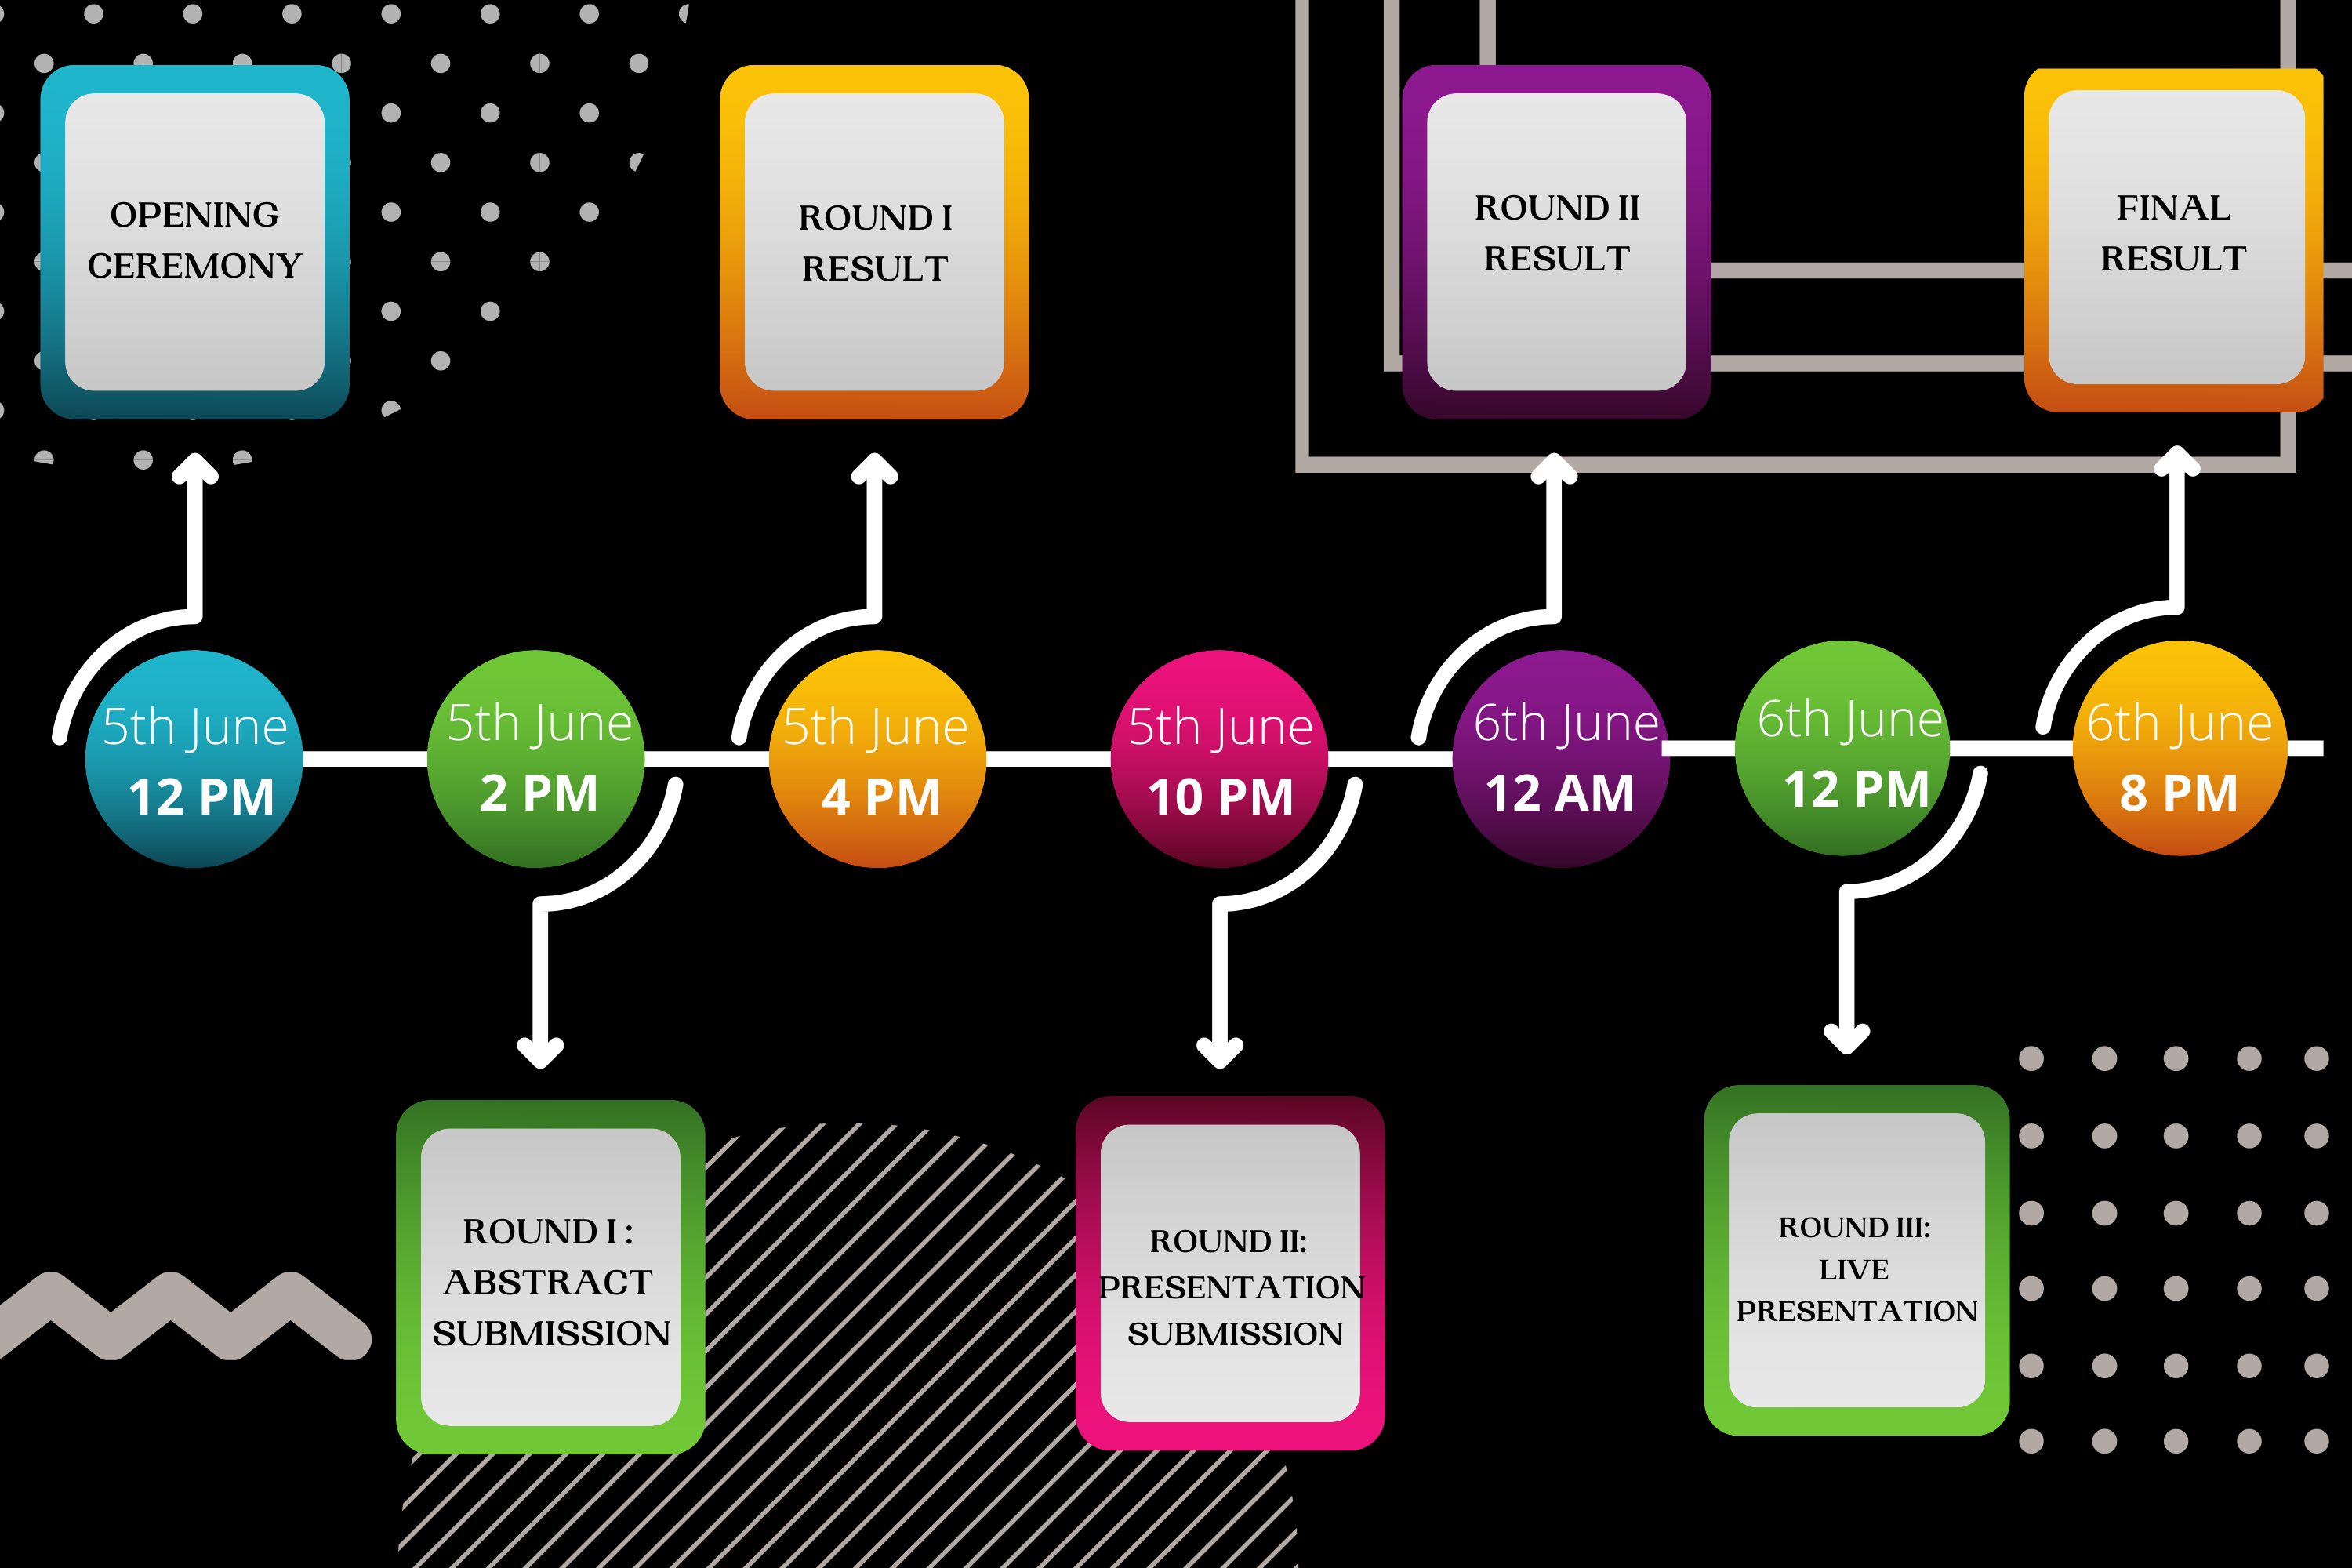 OPENING
CEREMONY
ROUND I
RESULT
ROUND II
RESULT
FINAL
RESULT
5th June
12 PM
5th June
2 PM
5th June
4 PM
5th June
10 PM
6th June
12 AM
6th June
12 PM
6th June
8 PM
ROUND I :
ABSTRACT
SUBMISSION
ROUND II:
PRESENTATION
SUBMISSION
ROUND III:
LIVE
PRESENTATION